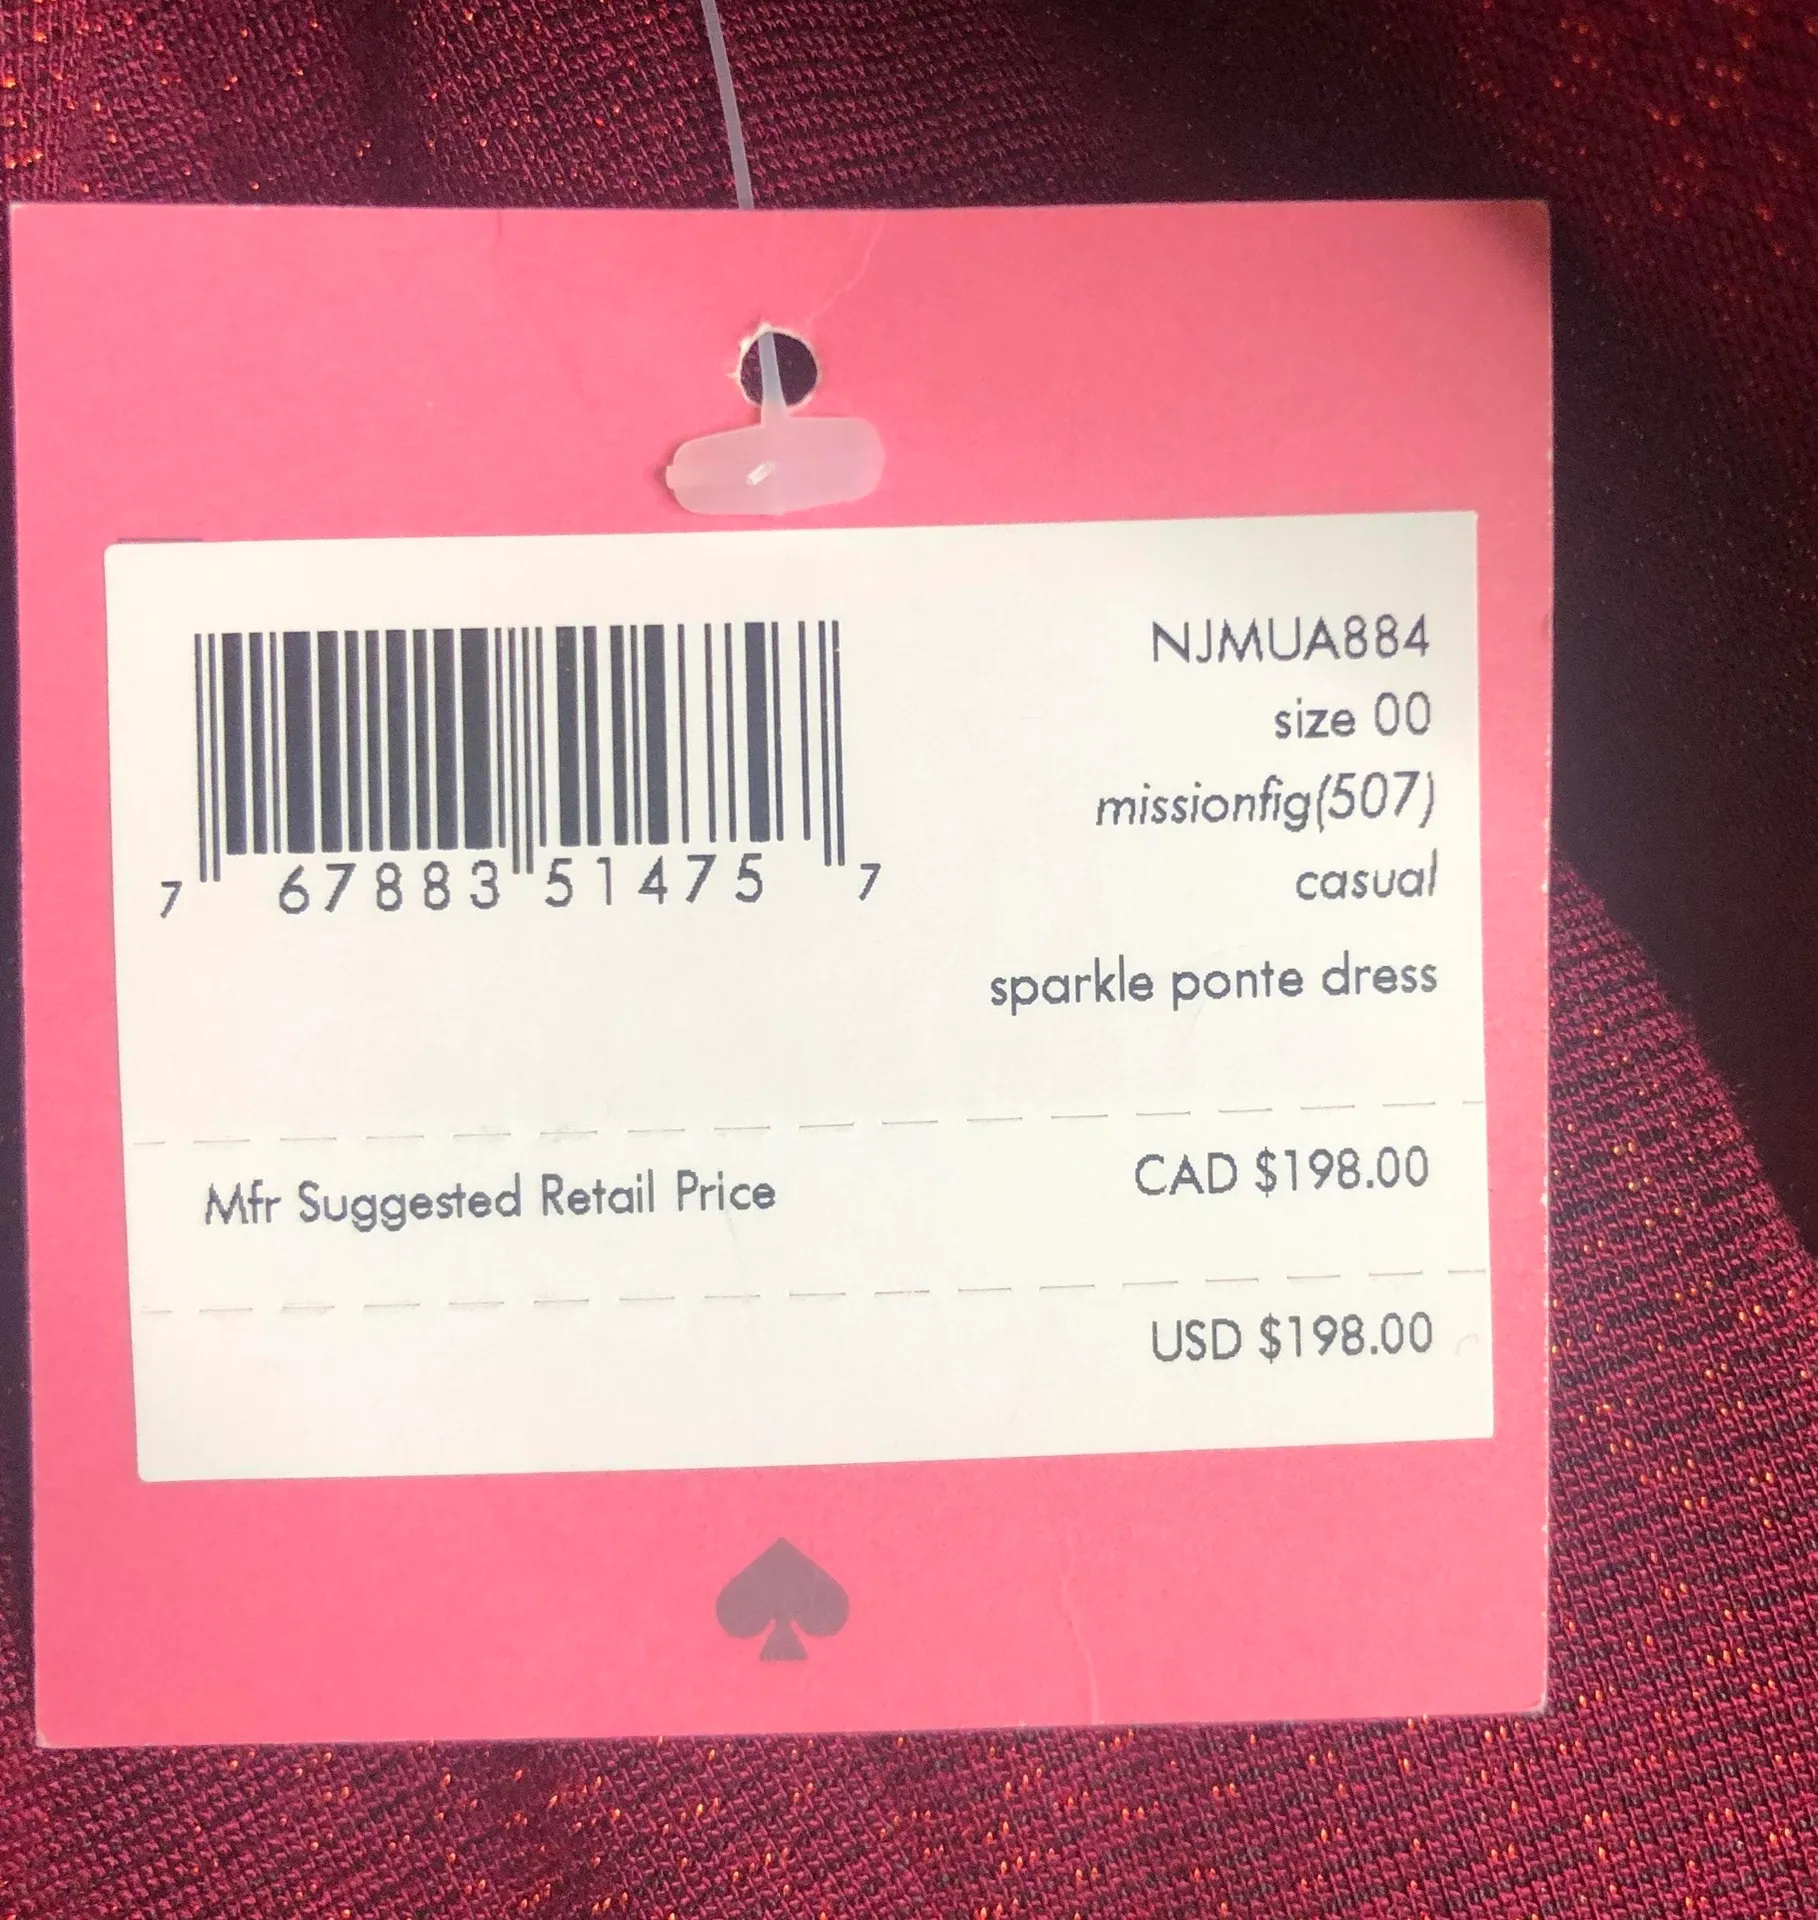 NJMUA884
size 00
missionfig(507)
casual
7 67883 51475 7
sparkle ponte dress
Mfr Suggested Retail Price CAD $198.00
USD $198.00